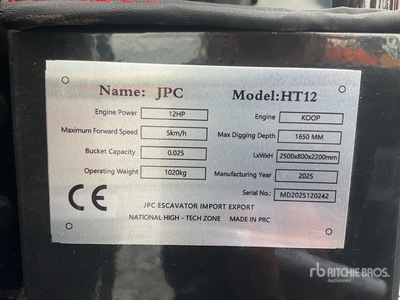 Name: JPC Model:HT12
Engine Power 12HP Engine KOOP
Maximum Forward Speed 5km/h Max Digging Depth 1650 MM
Bucket Capacity 0.025 LxWxH 2500x800x2200mm
Operating Weight 1020kg Manufacturing Year 2025
Serial No.: MD2025120242
CE
JPC ESCAVATOR IMPORT EXPORT
NATIONAL HIGH - TECH ZONE MADE IN PRC
rb RITCHIE BROS.
Auctioneers